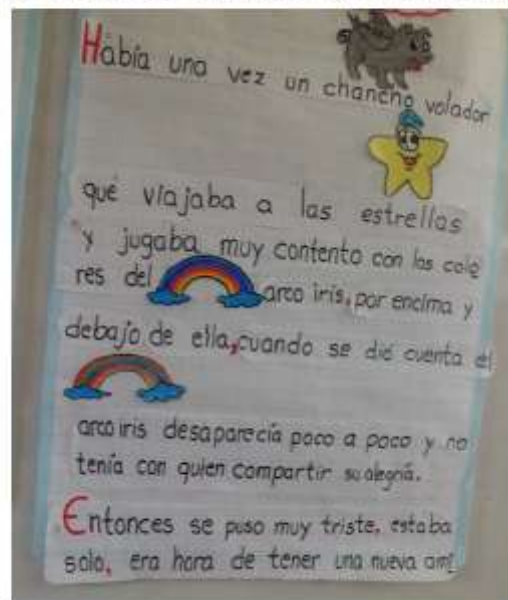 Había una vez un chancho volador
qué viajaba a las estrellas
y jugaba muy contento con los colo
res del arco iris, por encima y
debajo de ella, cuando se dió cuenta el
arco iris desaparecía poco a poco y no
tenía con quien compartir su alegría.
Entonces se puso muy triste, estaba
solo, era hora de tener una nueva ami